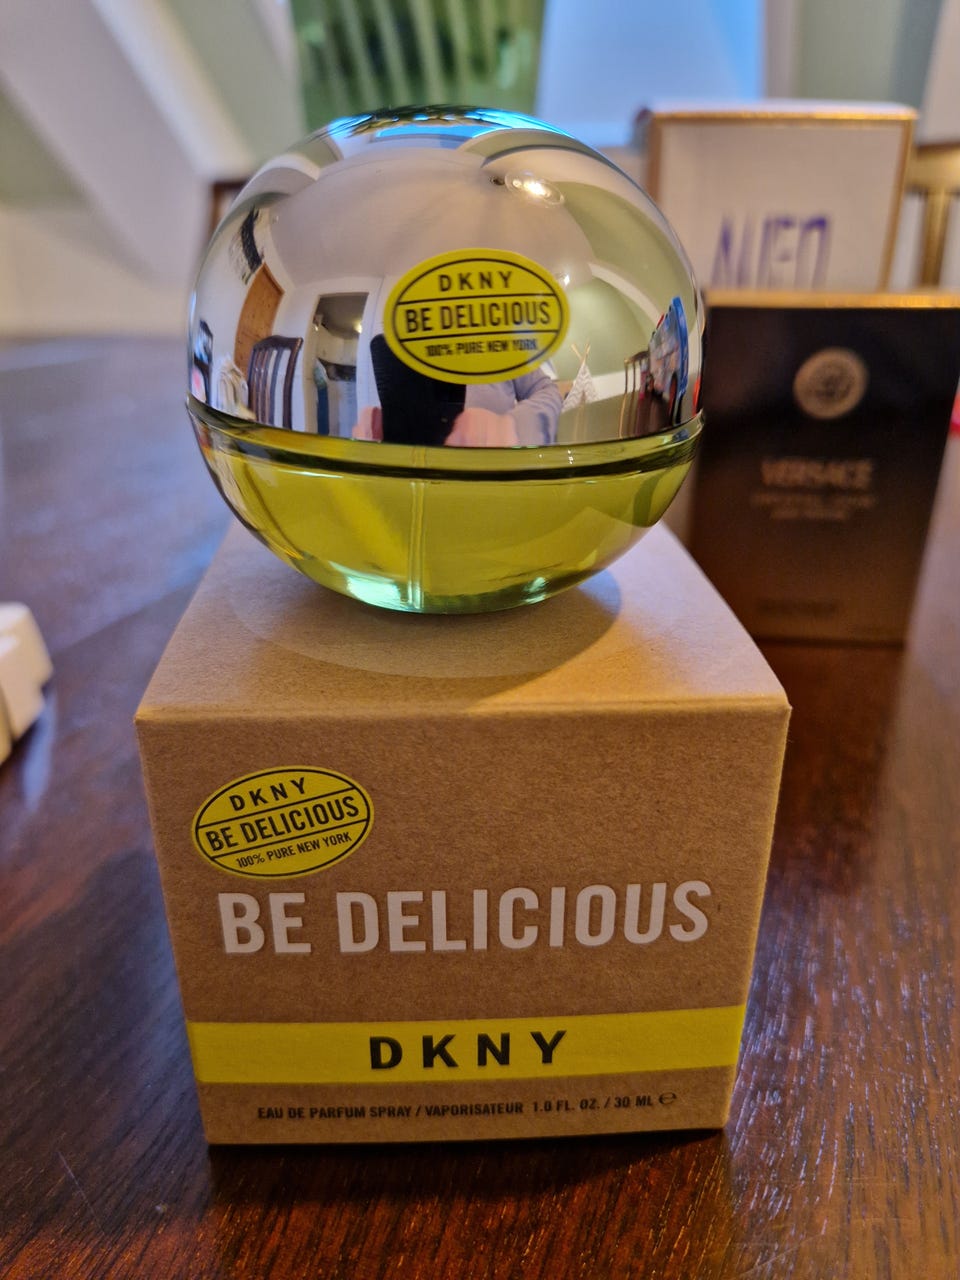 DKNY
BE DELICIOUS
100% PURE NEW YORK
VERSACE
DKNY
BE DELICIOUS
100% PURE NEW YORK
BE DELICIOUS
DKNY
EAU DE PARFUM SPRAY / VAPORISATEUR 1.0 FL. OZ. / 30 ML ℮